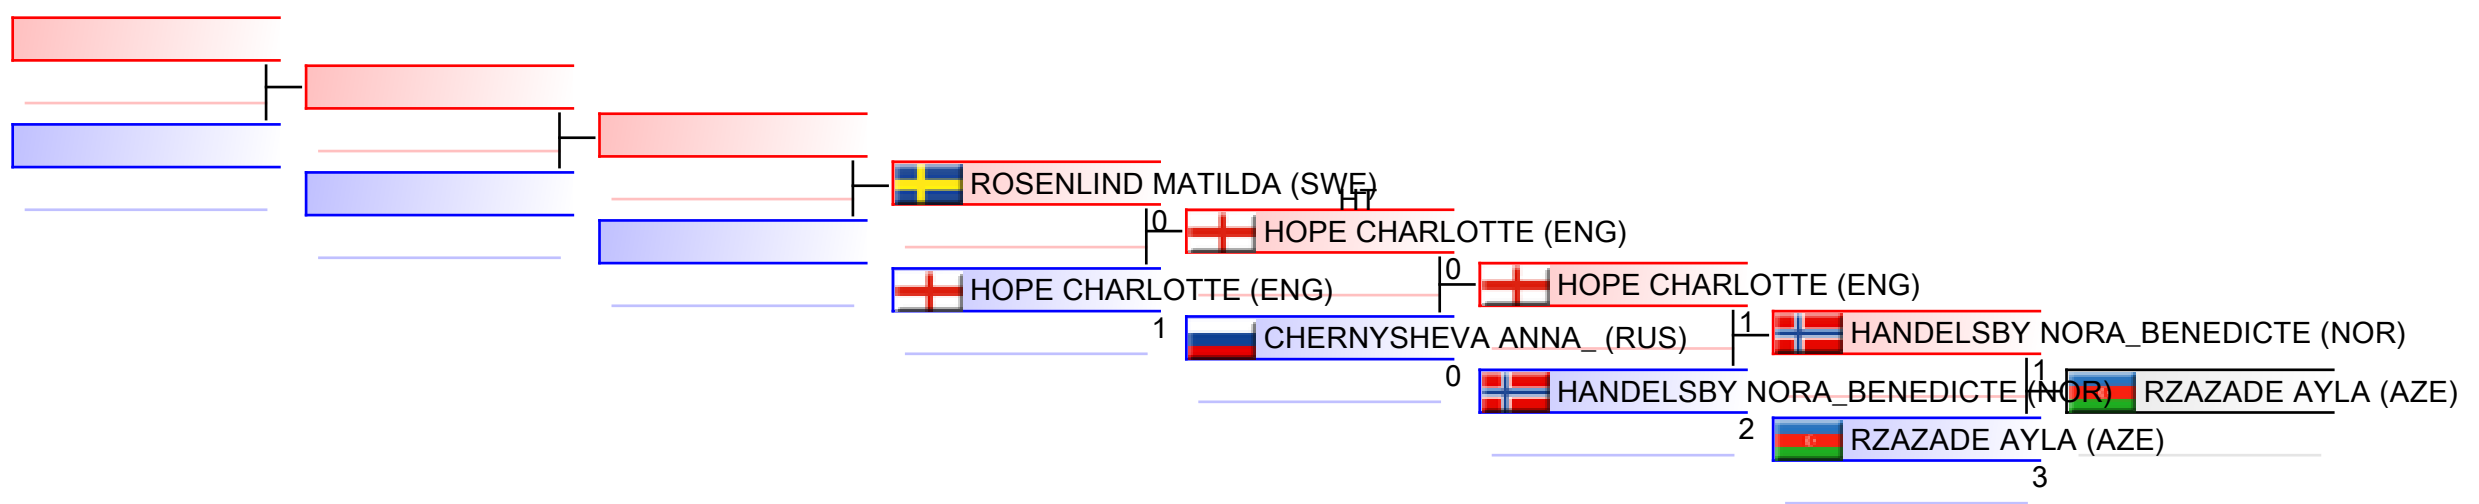 ROSENLIND MATILDA (SWE)
HT
0
HOPE CHARLOTTE (ENG)
HOPE CHARLOTTE (ENG)
1
0
HOPE CHARLOTTE (ENG)
CHERNYSHEVA ANNA_ (RUS)
0
1
HANDELSBY NORA_BENEDICTE (NOR)
HANDELSBY NORA_BENEDICTE (NOR)
2
1
RZAZADE AYLA (AZE)
RZAZADE AYLA (AZE)
3